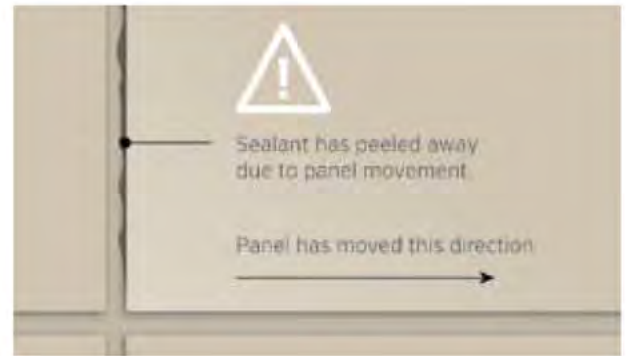 Sealant has peeled away
due to panel movement.
Panel has moved this direction